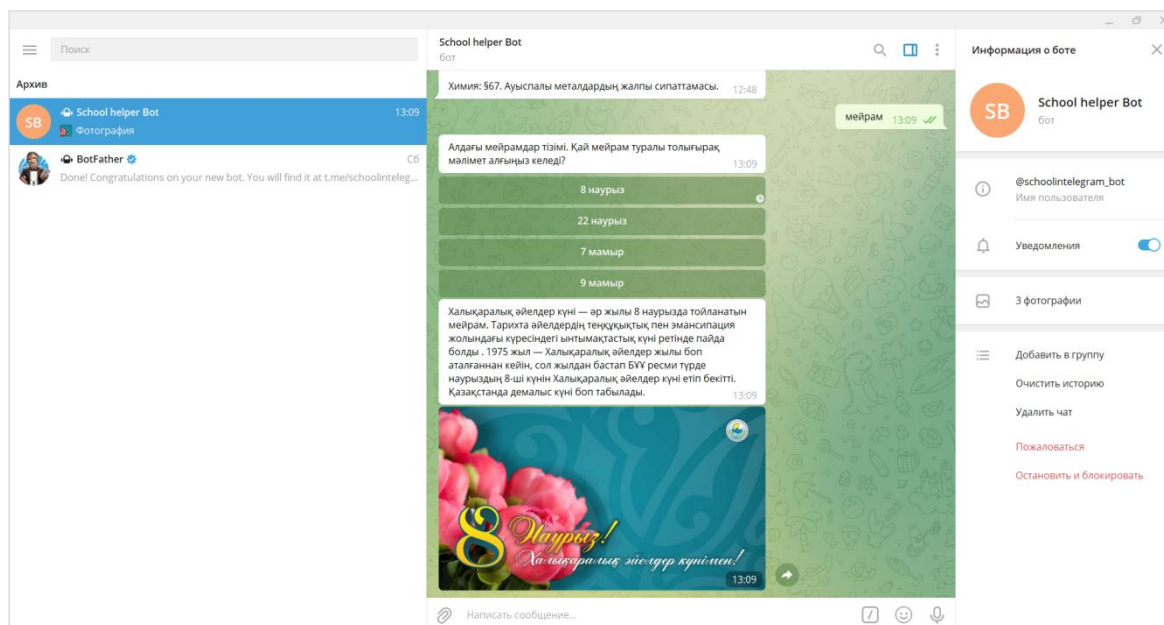 Поиск
Архив
SB
School helper Bot
13:09
Фотография
BotFather
Сб
Done! Congratulations on your new bot. You will find it at t.me/schoolinteleg...
School helper Bot
бот
Химия: §67. Ауыспалы металдардың жалпы сипаттамасы. 12:48
мейрам 13:09
Алдағы мейрамдар тізімі. Қай мейрам туралы толығырақ
мәлімет алғыңыз келеді?
13:09
8 наурыз
22 наурыз
7 мамыр
9 мамыр
Халықаралық әйелдер күні — әр жылы 8 наурызда тойланатын
мейрам. Тарихта әйелдердің теңқұқықтық пен эмансипация
жолындағы күресіндегі ынтымақтастық күні ретінде пайда
болды . 1975 жыл — Халықаралық әйелдер жылы боп
аталғаннан кейін, сол жылдан бастап БҰҰ ресми түрде
наурыздың 8-ші күнін Халықаралық әйелдер күні етіп бекітті.
Қазақстанда демалыс күні боп табылады.
13:09
8 Наурыз!
Халықаралық әйелдер күнімен!
13:09
Написать сообщение...
Информация о боте
SB
School helper Bot
бот
@schoolintelegram_bot
Имя пользователя
Уведомления
3 фотографии
Добавить в группу
Очистить историю
Удалить чат
Пожаловаться
Остановить и блокировать